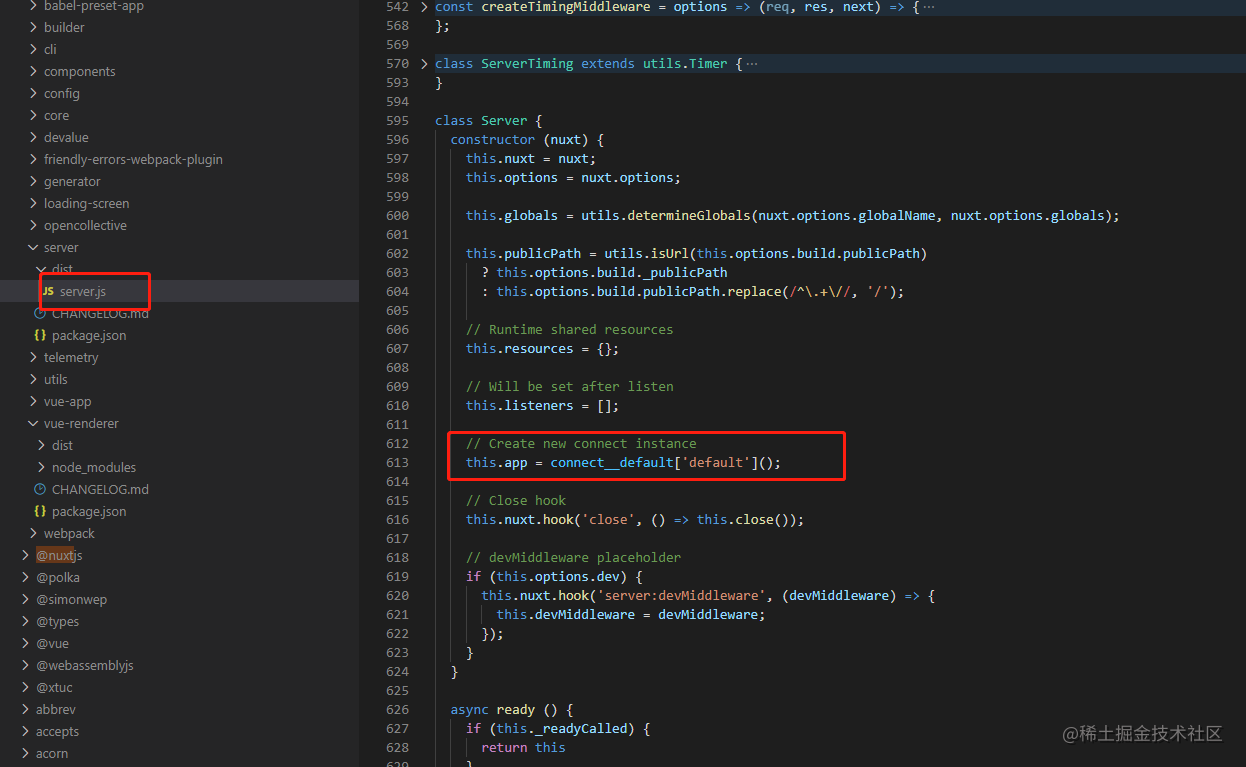 babel-preset-app
builder
cli
components
config
core
devalue
friendly-errors-webpack-plugin
generator
loading-screen
opencollective
server
dist
JS server.js
CHANGELOG.md
{} package.json
telemetry
utils
vue-app
vue-renderer
dist
node_modules
CHANGELOG.md
{} package.json
webpack
@nuxtjs
@polka
@simonwep
@types
@vue
@webassemblyjs
@xtuc
abbrev
accepts
acorn
542 const createTimingMiddleware = options => (req, res, next) => { ···
568 };
569
570 class ServerTiming extends utils.Timer { ···
593 }
594
595 class Server {
596 constructor (nuxt) {
597 this.nuxt = nuxt;
598 this.options = nuxt.options;
599
600 this.globals = utils.determineGlobals(nuxt.options.globalName, nuxt.options.globals);
601
602 this.publicPath = utils.isUrl(this.options.build.publicPath)
603 ? this.options.build._publicPath
604 : this.options.build.publicPath.replace(/^\.+\//, '/');
605
606 // Runtime shared resources
607 this.resources = {};
608
609 // Will be set after listen
610 this.listeners = [];
611
612 // Create new connect instance
613 this.app = connect__default['default']();
614
615 // Close hook
616 this.nuxt.hook('close', () => this.close());
617
618 // devMiddleware placeholder
619 if (this.options.dev) {
620 this.nuxt.hook('server:devMiddleware', (devMiddleware) => {
621 this.devMiddleware = devMiddleware;
622 });
623 }
624 }
625
626 async ready () {
627 if (this._readyCalled) {
628 return this
629 }
@稀土掘金技术社区